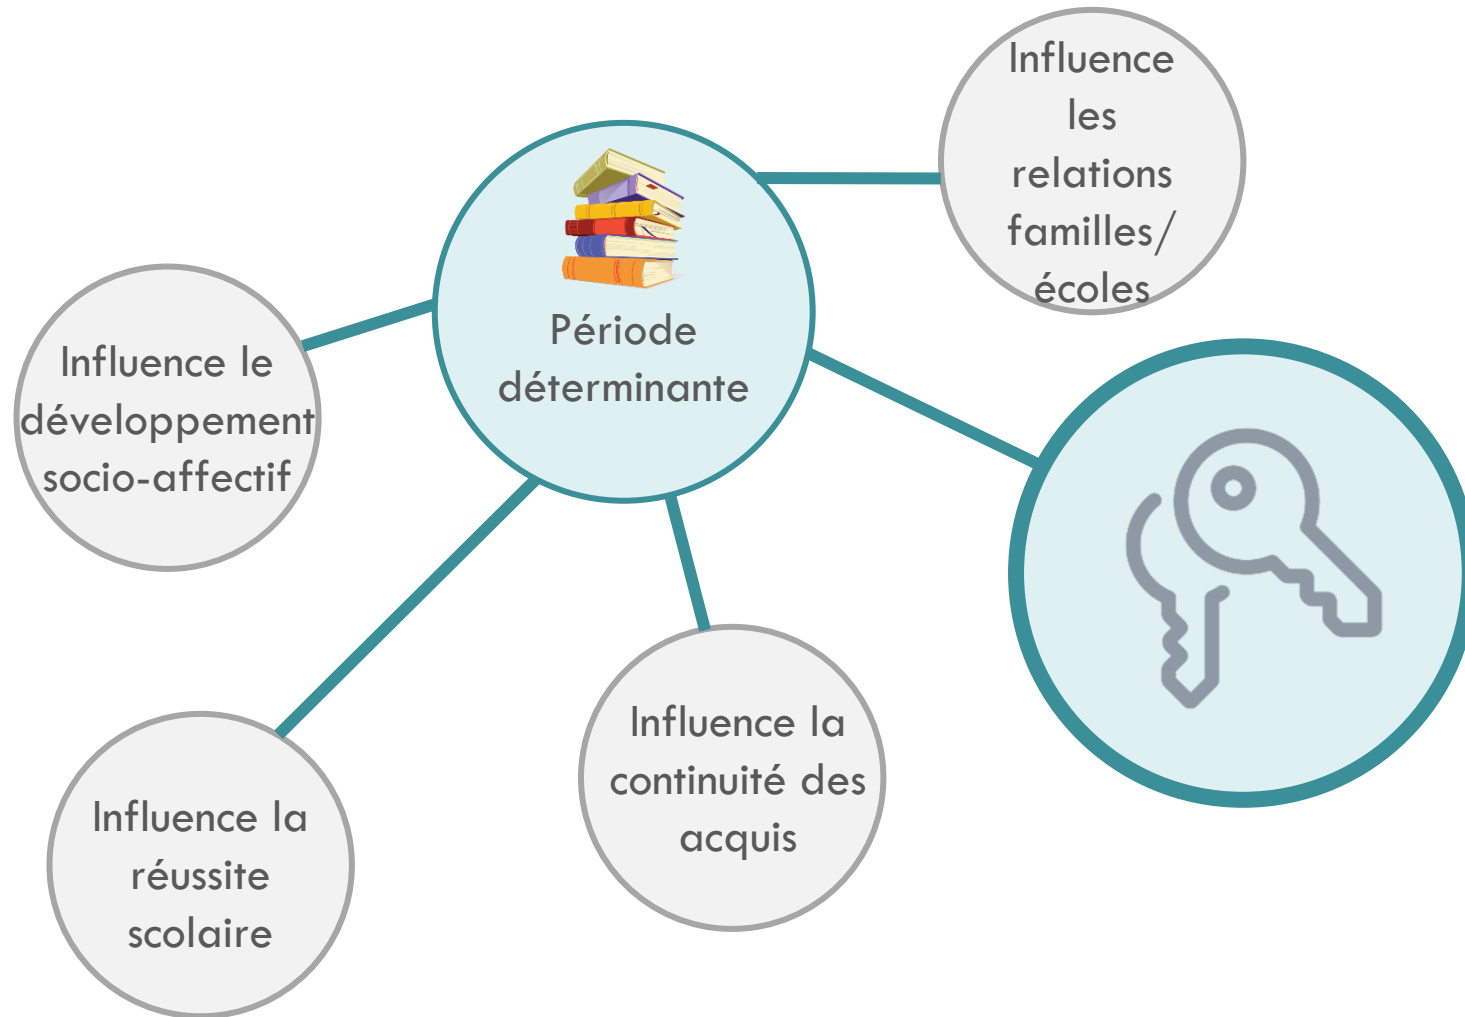 Influence
les
relations
familles/
écoles
Période
déterminante
Influence le
développement
socio-affectif
Influence la
continuité des
acquis
Influence la
réussite
scolaire